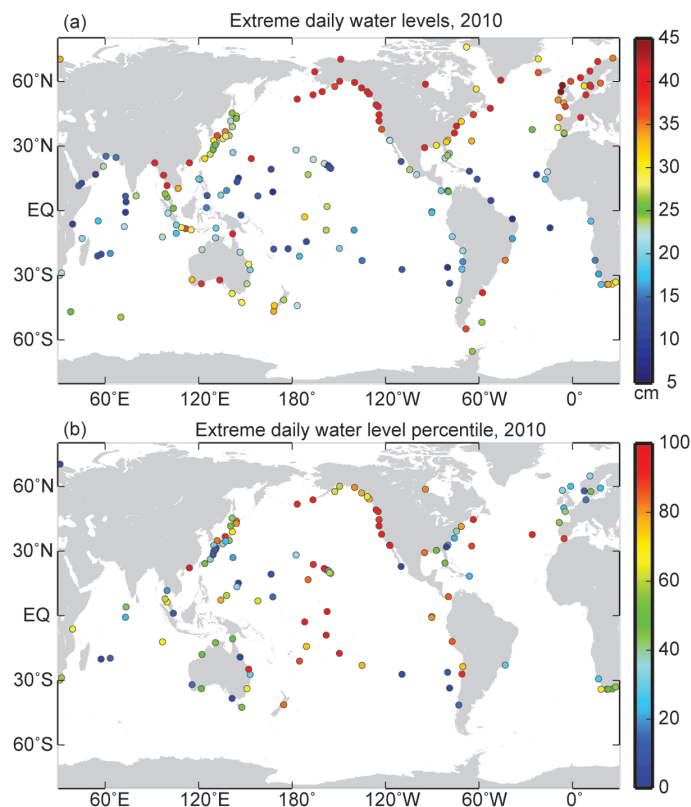 (a) Extreme daily water levels, 2010
60°N
30°N
EQ
30°S
60°S
60°E 120°E 180° 120°W 60°W 0°
45
40
35
30
25
20
15
10
5
cm
(b) Extreme daily water level percentile, 2010
60°N
30°N
EQ
30°S
60°S
60°E 120°E 180° 120°W 60°W 0°
100
80
60
40
20
0